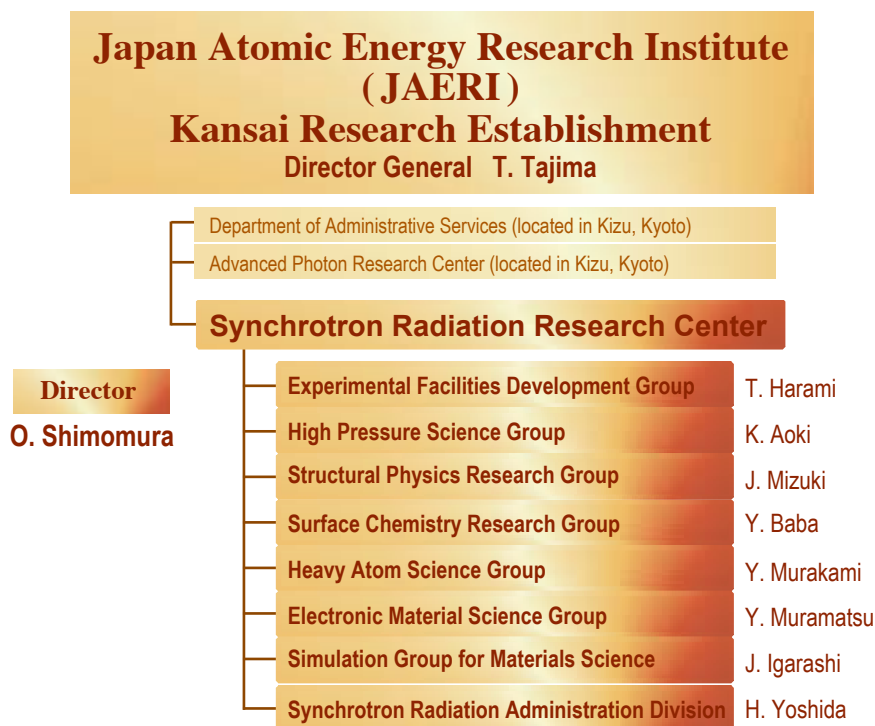 Japan Atomic Energy Research Institute
( JAERI )
Kansai Research Establishment
Director General T. Tajima
Department of Administrative Services (located in Kizu, Kyoto)
Advanced Photon Research Center (located in Kizu, Kyoto)
Synchrotron Radiation Research Center
Director
O. Shimomura
Experimental Facilities Development Group T. Harami
High Pressure Science Group K. Aoki
Structural Physics Research Group J. Mizuki
Surface Chemistry Research Group Y. Baba
Heavy Atom Science Group Y. Murakami
Electronic Material Science Group Y. Muramatsu
Simulation Group for Materials Science J. Igarashi
Synchrotron Radiation Administration Division H. Yoshida